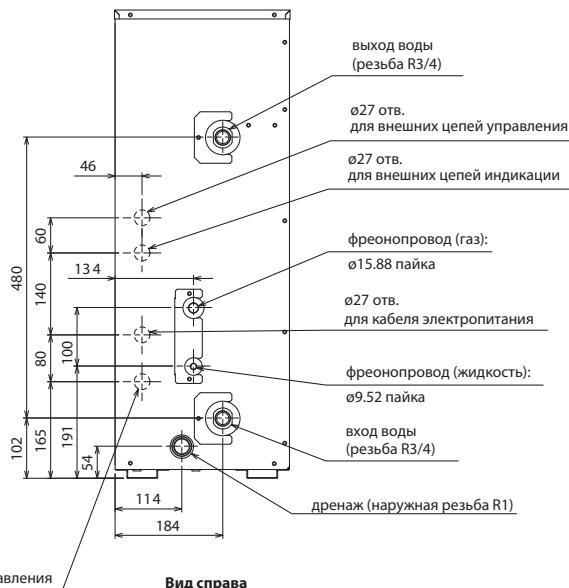 выход воды
(резьба R3/4)
ø27 отв.
для внешних цепей управления
ø27 отв.
для внешних цепей индикации
фреонопровод (газ):
ø15.88 пайка
ø27 отв.
для кабеля электропитания
фреонопровод (жидкость):
ø9.52 пайка
вход воды
(резьба R3/4)
дренаж (наружная резьба R1)
46
60
480
134
140
100
80
102
165
191
54
114
184
авления
Вид справа